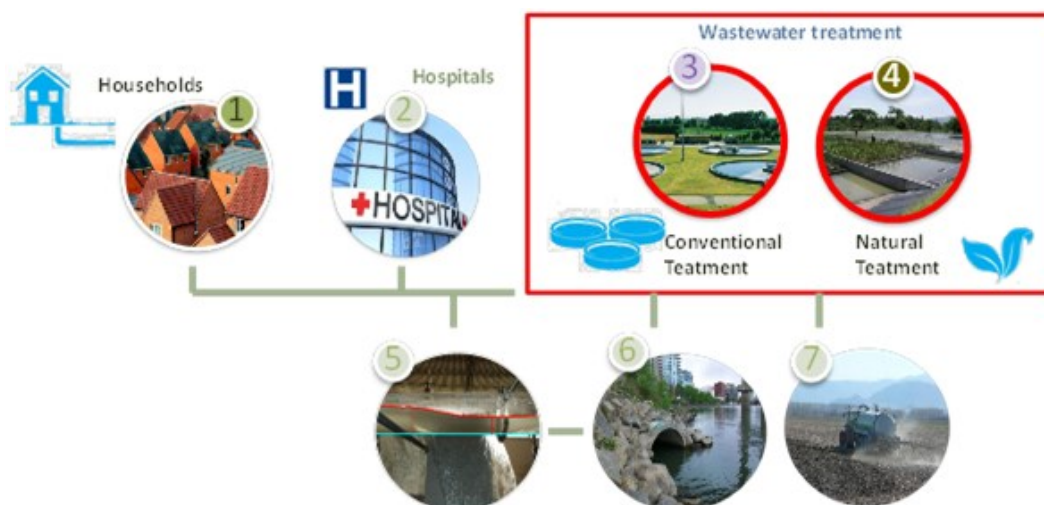 Wastewater treatment
Households
Hospitals
H
1
2
3
4
+HOSPITA
Conventional
Teatment
Natural
Teatment
5
6
7